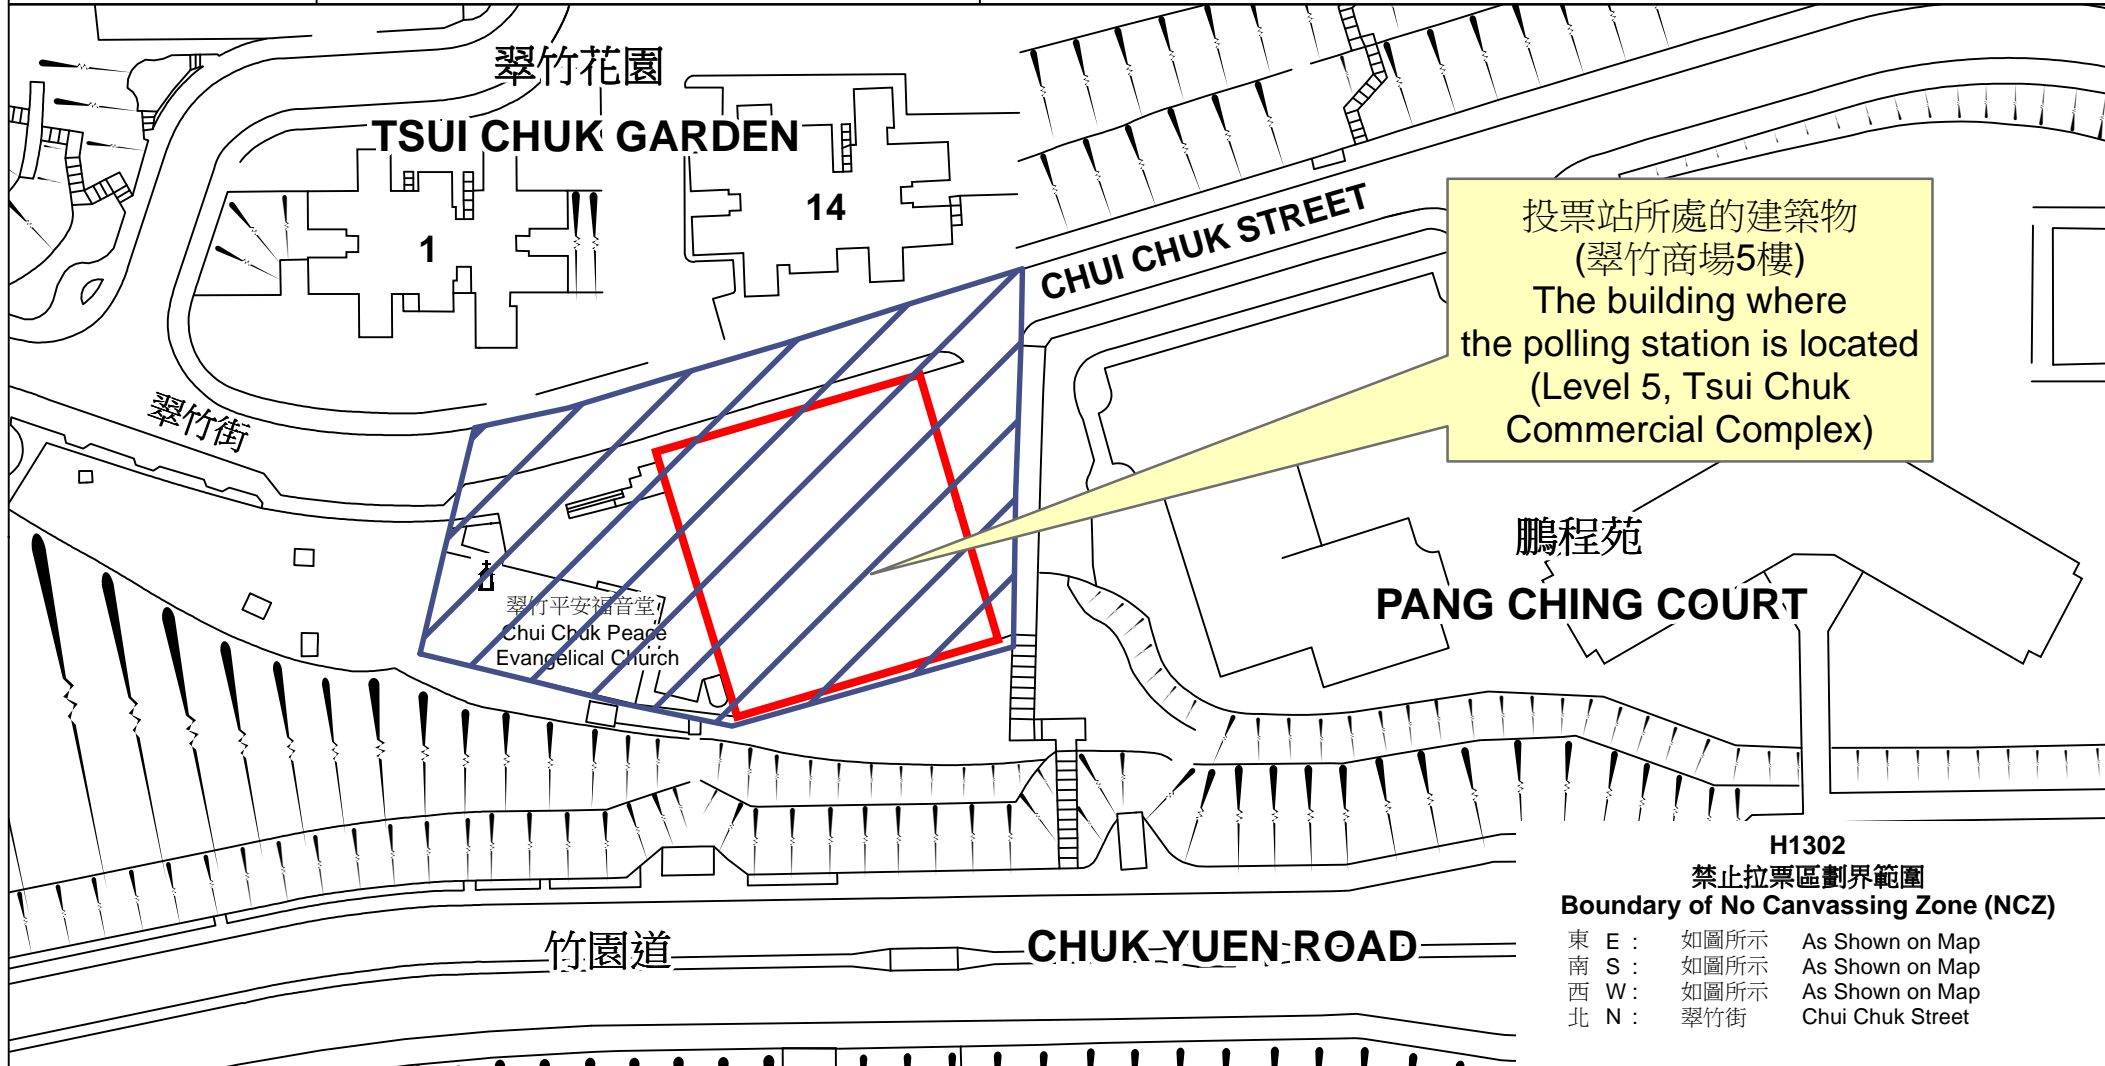 翠竹花園
TSUI CHUK GARDEN
1
14
CHUI CHUK STREET
翠竹街
投票站所處的建築物
(翠竹商場5樓)
The building where
the polling station is located
(Level 5, Tsui Chuk
Commercial Complex)
翠竹平安福音堂
Chui Chuk Peace
Evangelical Church
鵬程苑
PANG CHING COURT
竹園道
CHUK YUEN ROAD
H1302
禁止拉票區劃界範圍
Boundary of No Canvassing Zone (NCZ)
東 E : 如圖所示 As Shown on Map
南 S : 如圖所示 As Shown on Map
西 W : 如圖所示 As Shown on Map
北 N : 翠竹街 Chui Chuk Street